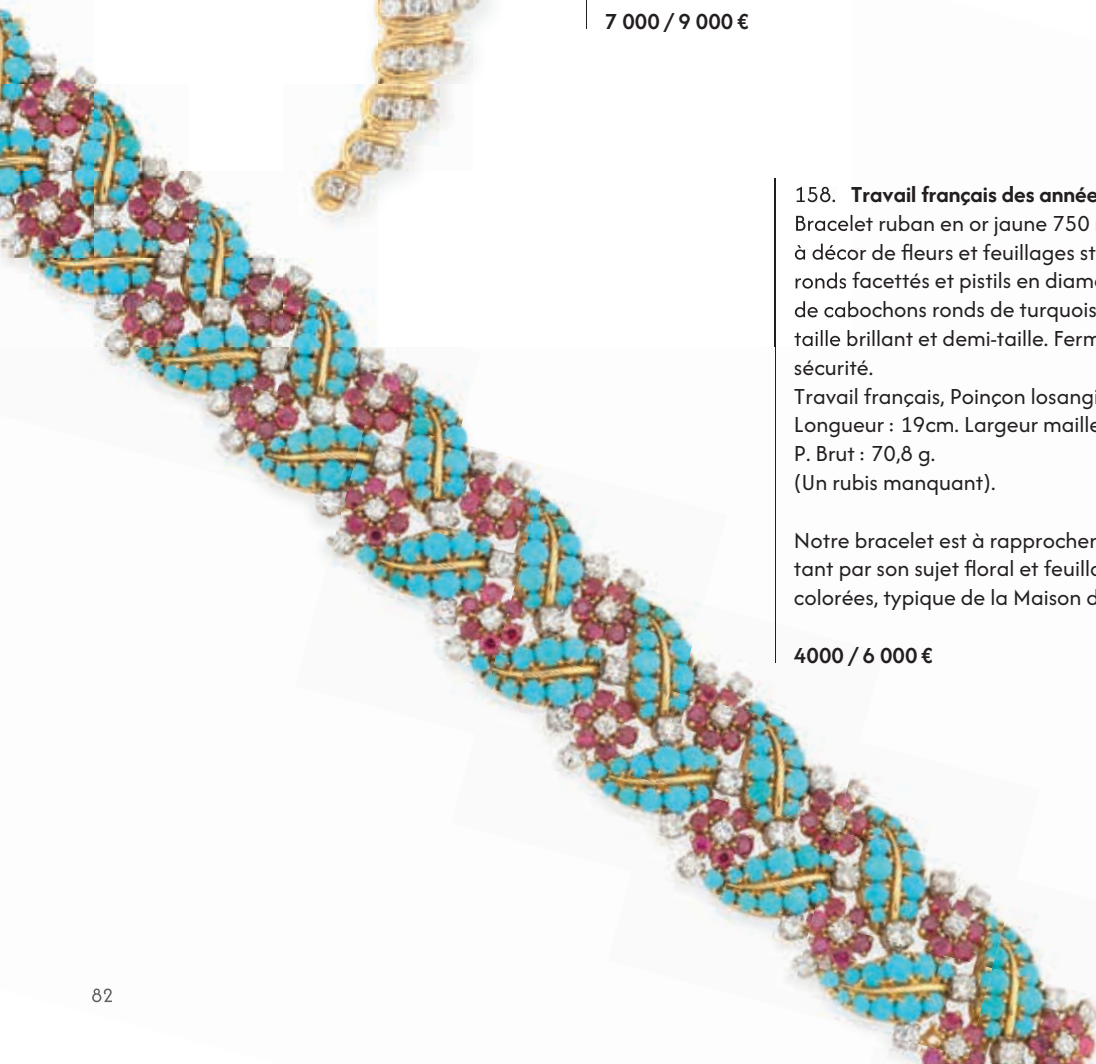 7 000 / 9 000 €
158. Travail français des année
Bracelet ruban en or jaune 750
à décor de fleurs et feuillages st
ronds facettés et pistils en diam
de cabochons ronds de turquois
taille brillant et demi-taille. Ferm
sécurité.
Travail français, Poinçon losangi
Longueur : 19cm. Largeur maille
P. Brut : 70,8 g.
(Un rubis manquant).
Notre bracelet est à rapprocher
tant par son sujet floral et feuilla
colorées, typique de la Maison d
4000 / 6 000 €
82